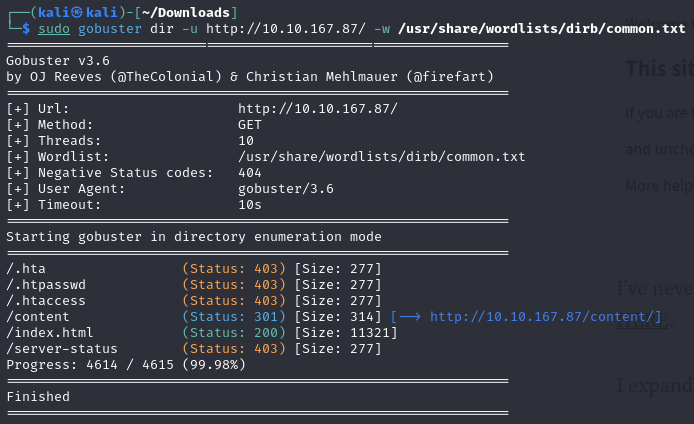 ┌──(kali㉿kali)-[~/Downloads]
└─$ sudo gobuster dir -u http://10.10.167.87/ -w /usr/share/wordlists/dirb/common.txt
===============================================================
Gobuster v3.6
by OJ Reeves (@TheColonial) & Christian Mehlmauer (@firefart)
===============================================================
[+] Url:                     http://10.10.167.87/
[+] Method:                  GET
[+] Threads:                 10
[+] Wordlist:                /usr/share/wordlists/dirb/common.txt
[+] Negative Status codes:   404
[+] User Agent:              gobuster/3.6
[+] Timeout:                 10s
===============================================================
Starting gobuster in directory enumeration mode
===============================================================
/.hta                 (Status: 403) [Size: 277]
/.htpasswd            (Status: 403) [Size: 277]
/.htaccess            (Status: 403) [Size: 277]
/content              (Status: 301) [Size: 314] [--> http://10.10.167.87/content/]
/index.html           (Status: 200) [Size: 11321]
/server-status        (Status: 403) [Size: 277]
Progress: 4614 / 4615 (99.98%)
===============================================================
Finished
===============================================================
This sit
If you are
and unche
More help
I've neve
HERE.
I expand